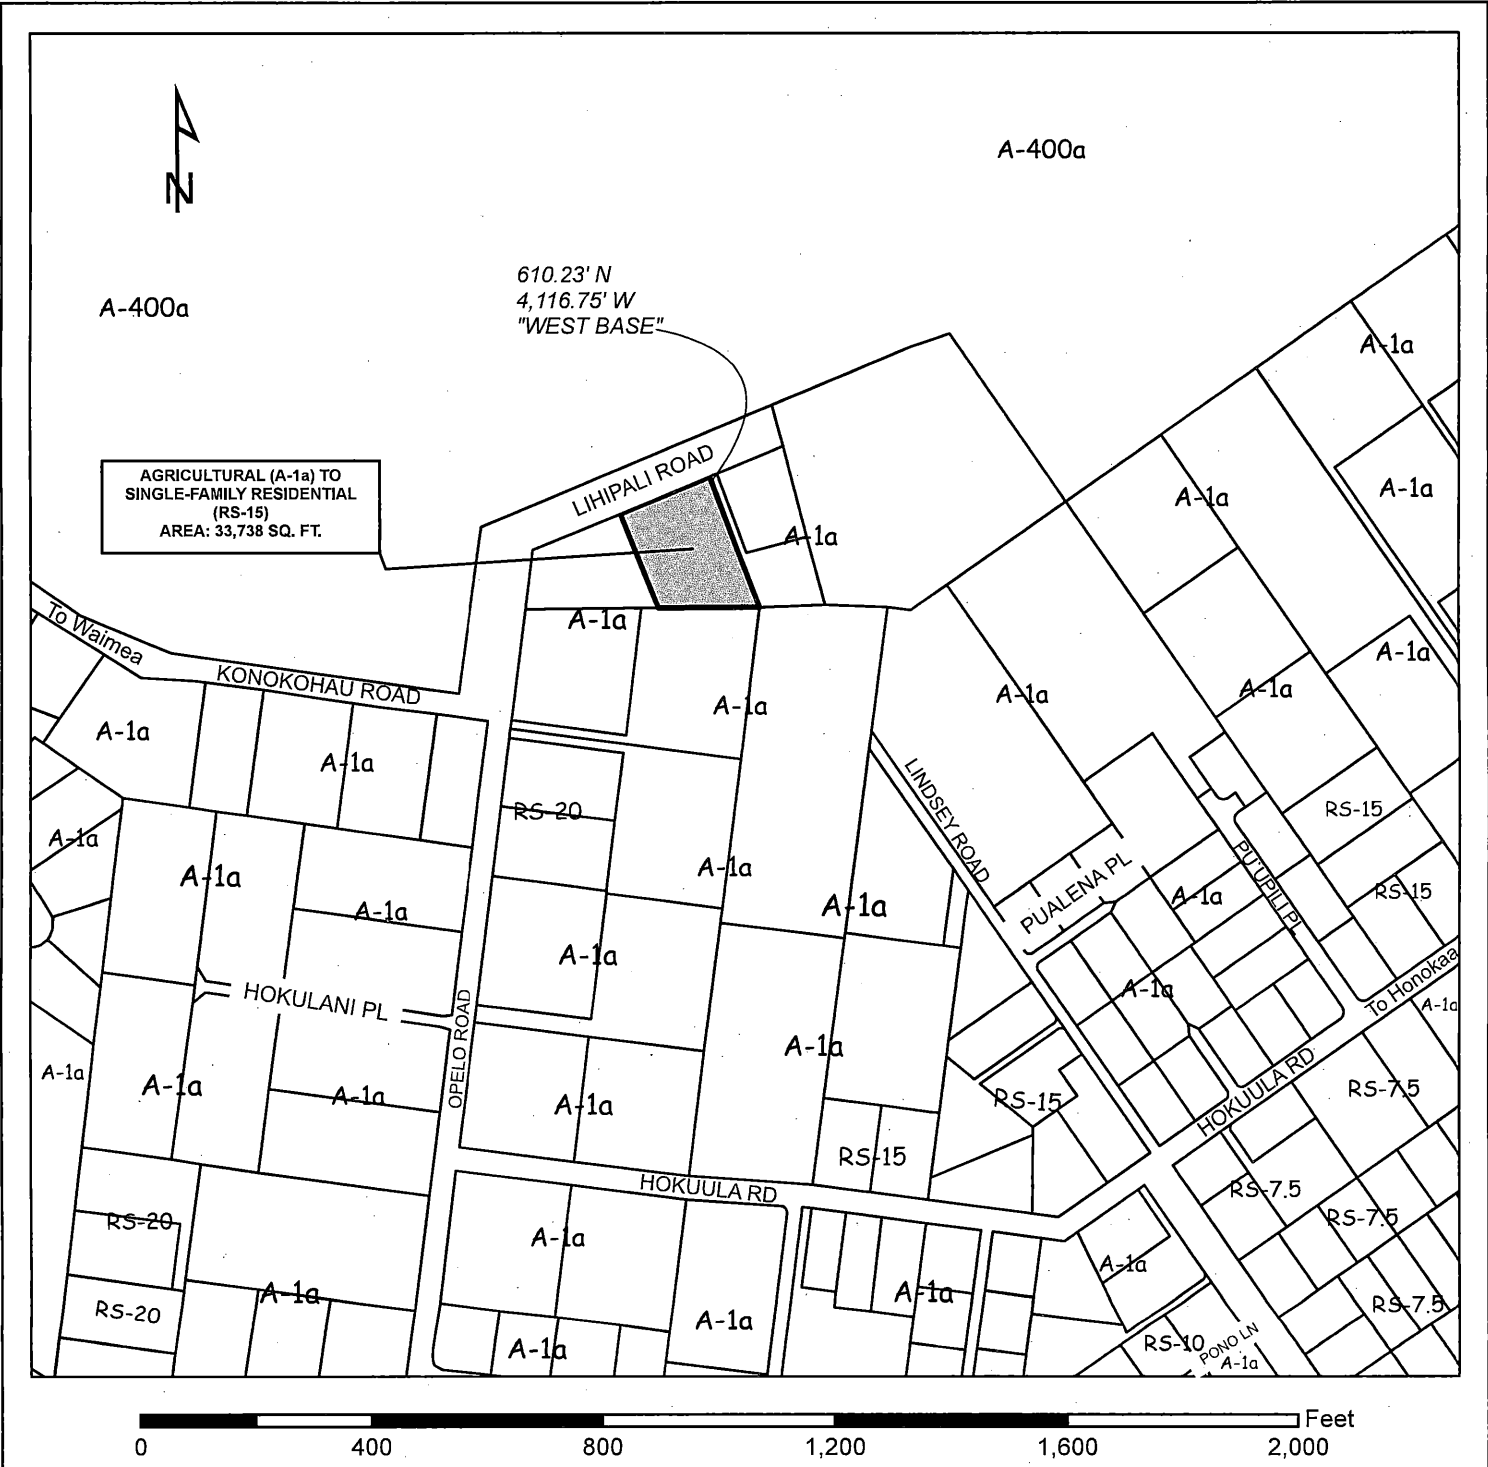 A-400a
N
610.23' N
4,116.75' W
"WEST BASE"
A-400a
A-1a
LIHIPALI ROAD
AGRICULTURAL (A-1a) TO
SINGLE-FAMILY RESIDENTIAL
(RS-15)
AREA: 33,738 SQ. FT.
A-1a
A-1a
A-1a
To Waimea
A-1a
A-1a
KONOKOHAU ROAD
A-1a
A-1a
A-1a
A-1a
A-1a
LINDSEY ROAD
RS-20
RS-15
A-1a
A-1a
A-1a
PUALENA PL
PU'UPILI PL
RS-15
A-1a
A-1a
A-1a
A-1a
To Honokaa
HOKULANI PL
A-1a
A-1a
OPELO ROAD
A-1a
A-1a
HOKUULA RD
A-1a
A-1a
A-1a
RS-15
RS-7.5
RS-15
HOKUULA RD
RS-7.5
RS-20
RS-7.5
A-1a
A-1a
A-1a
A-1a
RS-7.5
RS-20
A-1a
A-1a
RS-10
PONO LN
A-1a
Feet
0 400 800 1,200 1,600 2,000